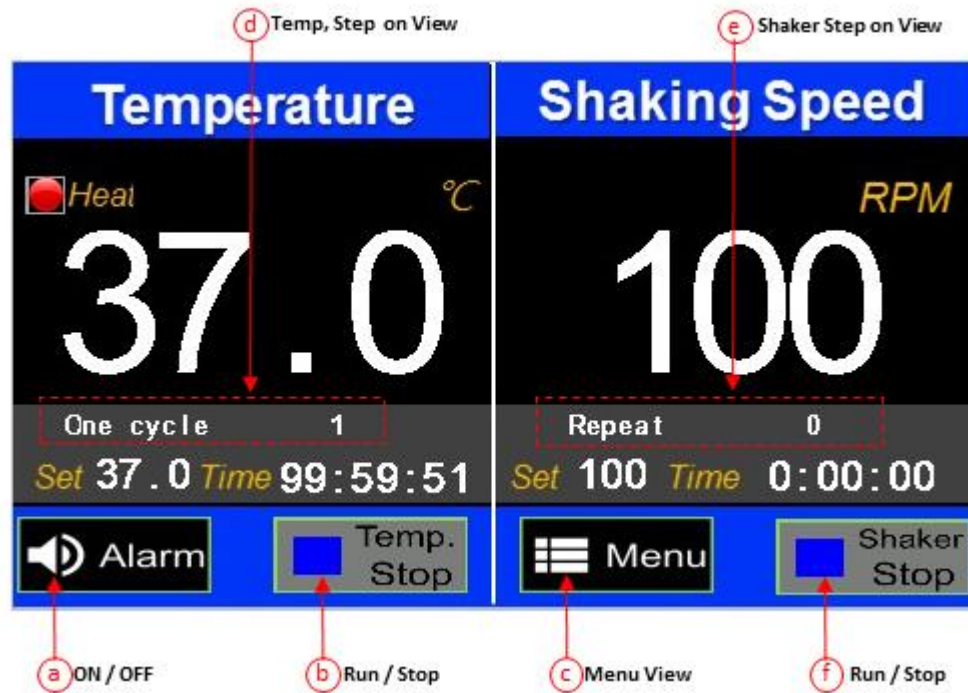 d Temp, Step on View
e Shaker Step on View
Temperature
Shaking Speed
Heat
℃
RPM
37.0
100
One cycle 1
Repeat 0
Set 37.0 Time 99:59:51
Set 100 Time 0:00:00
Alarm
Temp.
Stop
Menu
Shaker
Stop
a ON / OFF
b Run / Stop
c Menu View
f Run / Stop